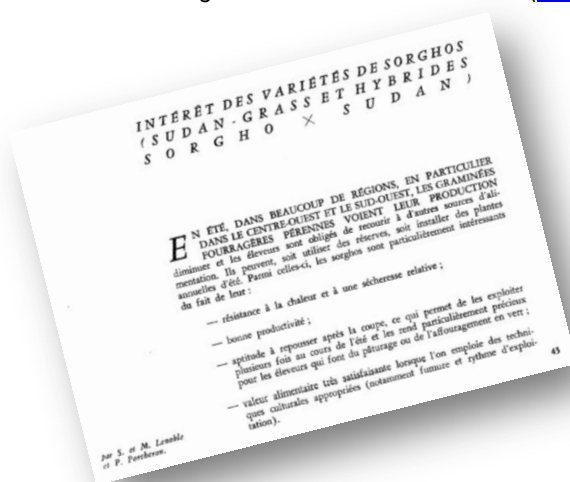 INTÉRÊT DES VARIÉTÉS DE SORGHOS
(SUDAN-GRASS ET HYBRIDES
SORGHO × SUDAN)
EN ÉTÉ, DANS BEAUCOUP DE RÉGIONS, EN PARTICULIER
DANS LE CENTRE-OUEST ET LE SUD-OUEST, LES GRAMINÉES
FOURRAGÈRES PÉRENNES VOIENT LEUR PRODUCTION
diminuer et les éleveurs sont obligés de recourir à d'autres sources d'ali-
mentation. Ils peuvent, soit utiliser des réserves, soit installer des plantes
annuelles d'été. Parmi celles-ci, les sorghos sont particulièrement intéressants
du fait de leur :
— résistance à la chaleur et à une sécheresse relative ;
— bonne productivité ;
— aptitude à repousser après la coupe, ce qui permet de les exploiter
plusieurs fois au cours de l'été et les rend particulièrement précieux
pour les éleveurs qui font du pâturage ou de l'affouragement en vert ;
— valeur alimentaire très satisfaisante lorsque l'on emploie des techni-
ques culturales appropriées (notamment fumure et rythme d'exploi-
tation).
43
par S. et M. Lenoble
et P. Parcheron.